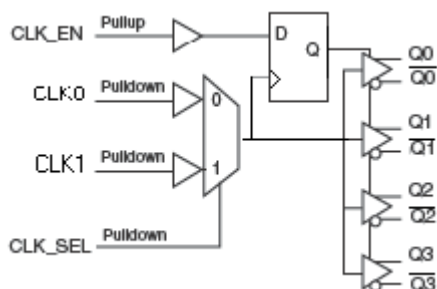 CLK_EN Pullup
D
Q
CLK0 Pulldown
0
CLK1 Pulldown
1
CLK_SEL Pulldown
Q0
Q0
Q1
Q1
Q2
Q2
Q3
Q3